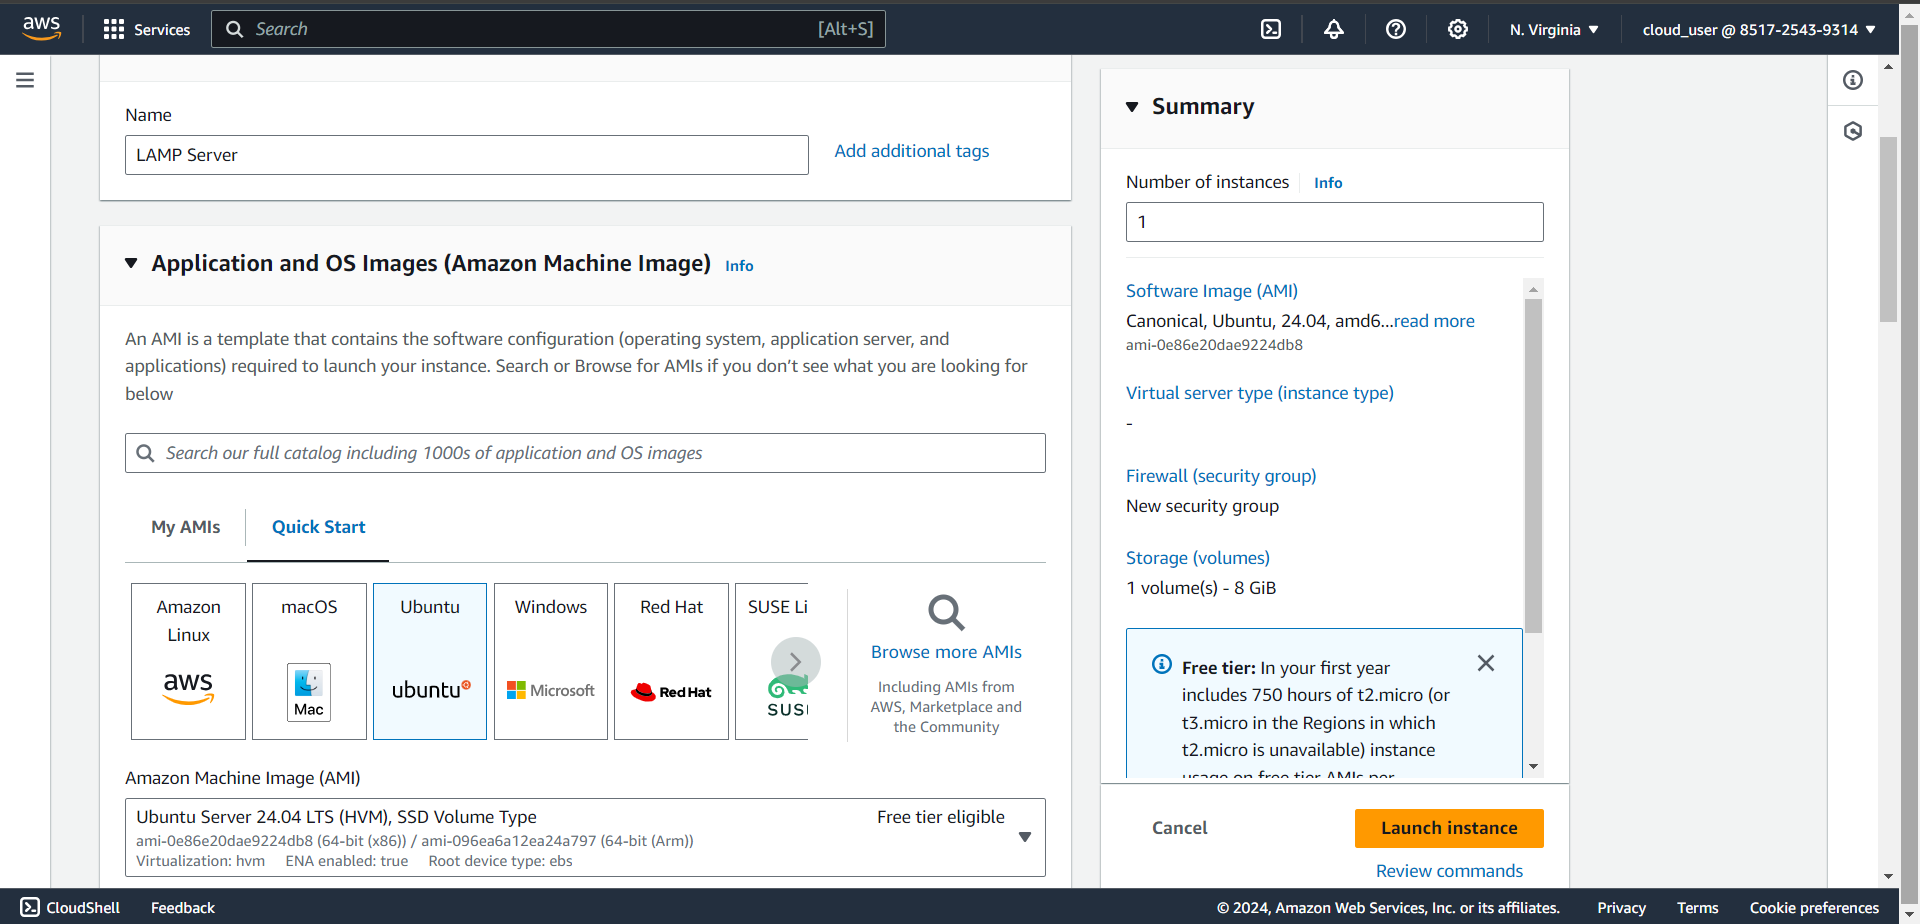 aws
Services
Search
[Alt+S]
N. Virginia
cloud_user @ 8517-2543-9314
Name
LAMP Server
Add additional tags
Application and OS Images (Amazon Machine Image)
Info
An AMI is a template that contains the software configuration (operating system, application server, and
applications) required to launch your instance. Search or Browse for AMIs if you don’t see what you are looking for
below
Search our full catalog including 1000s of application and OS images
My AMIs
Quick Start
Amazon
Linux
aws
macOS
Mac
Ubuntu
ubuntu
Windows
Microsoft
Red Hat
Red Hat
SUSE Li
SUS
Browse more AMIs
Including AMIs from
AWS, Marketplace and
the Community
Amazon Machine Image (AMI)
Ubuntu Server 24.04 LTS (HVM), SSD Volume Type
Free tier eligible
ami-0e86e20dae9224db8 (64-bit (x86)) / ami-096ea6a12ea24a797 (64-bit (Arm))
Virtualization: hvm ENA enabled: true Root device type: ebs
Summary
Number of instances
Info
1
Software Image (AMI)
Canonical, Ubuntu, 24.04, amd6...read more
ami-0e86e20dae9224db8
Virtual server type (instance type)
-
Firewall (security group)
New security group
Storage (volumes)
1 volume(s) - 8 GiB
Free tier: In your first year
includes 750 hours of t2.micro (or
t3.micro in the Regions in which
t2.micro is unavailable) instance
usage on free tier AMIs per
Cancel
Launch instance
Review commands
CloudShell
Feedback
© 2024, Amazon Web Services, Inc. or its affiliates.
Privacy
Terms
Cookie preferences